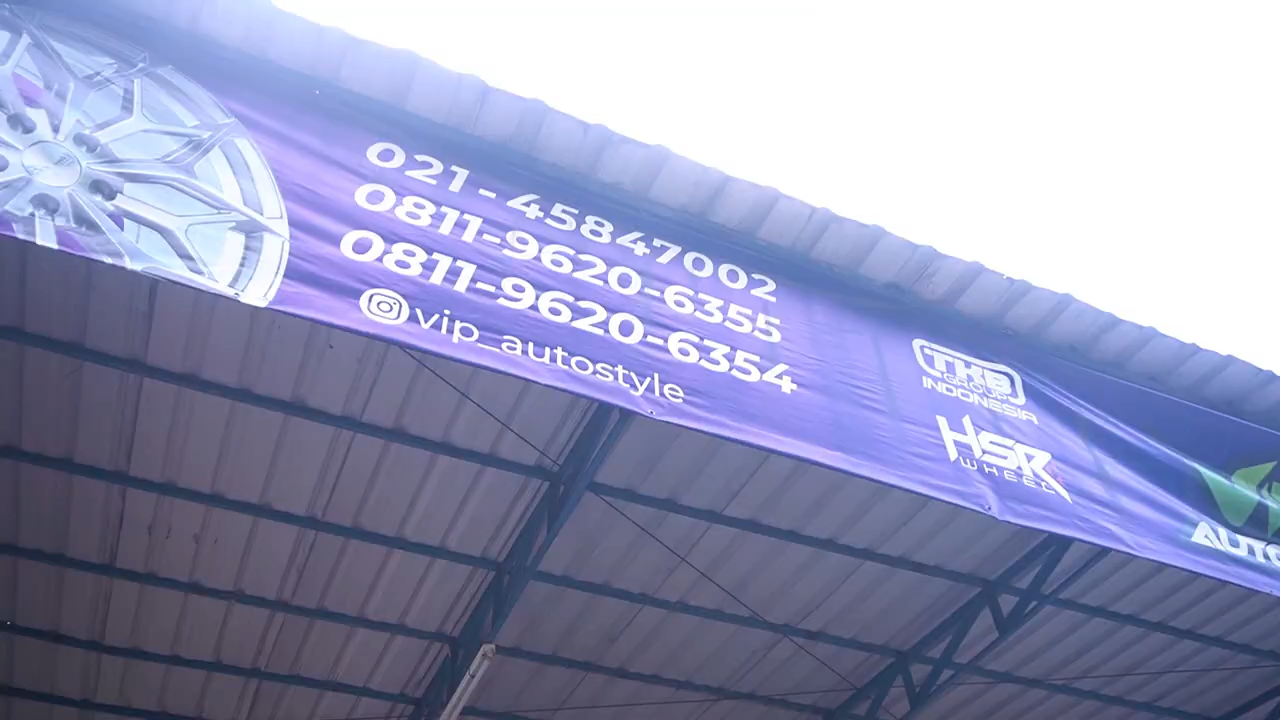 021-45847002
0811-9620-6355
0811-9620-6354
vip_autostyle
TKB
GROUP
INDONESIA
HSR
WHEEL